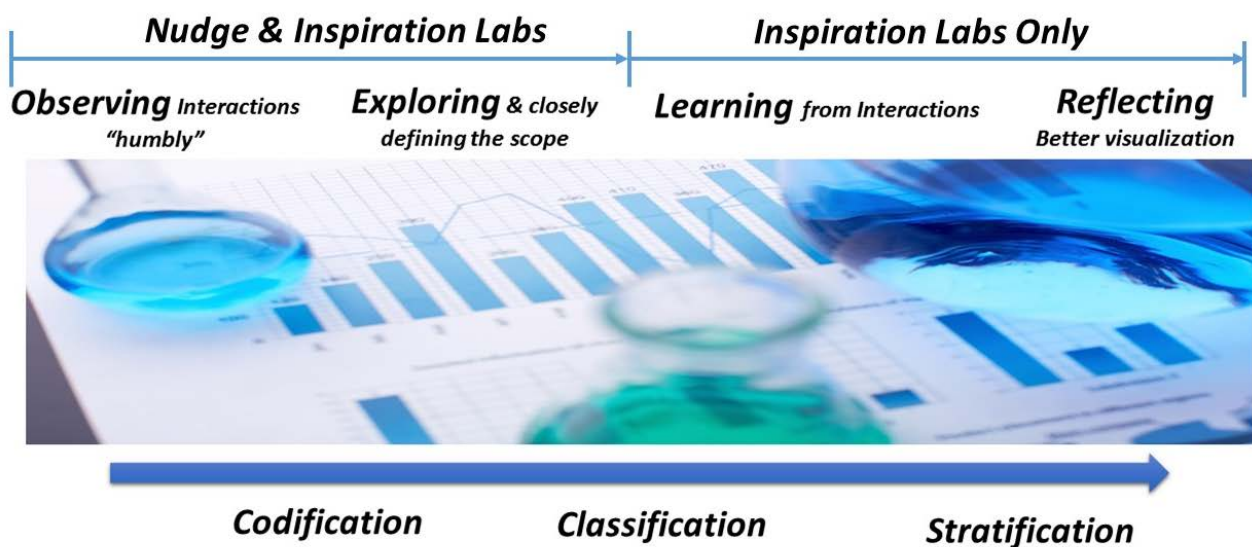 Nudge & Inspiration Labs
Inspiration Labs Only
Observing Interactions
“humbly”
Exploring & closely
defining the scope
Learning from Interactions
Reflecting
Better visualization
470
Codification
Classification
Stratification